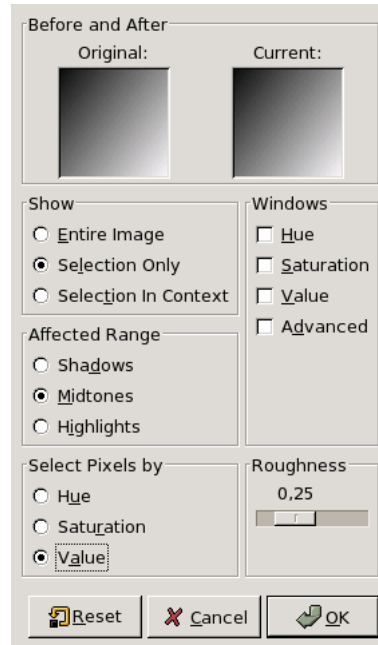 Before and After
Original: Current:
Show
Entire Image
Selection Only
Selection In Context
Windows
Hue
Saturation
Value
Advanced
Affected Range
Shadows
Midtones
Highlights
Select Pixels by
Hue
Saturation
Value
Roughness
0,25
Reset Cancel OK